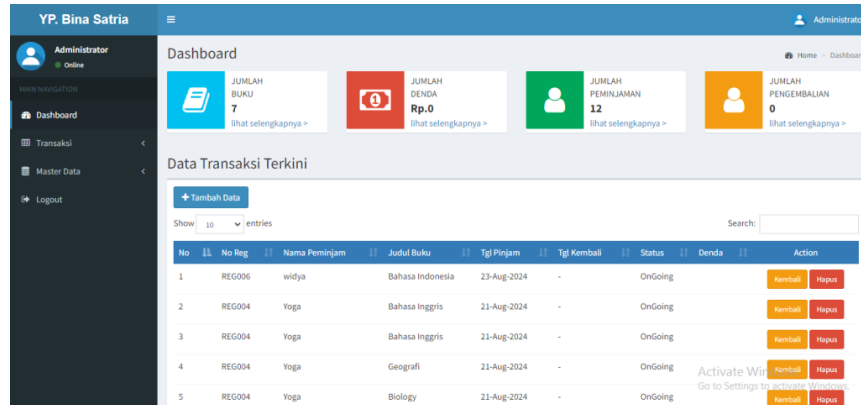 YP. Bina Satria
Administrator
Administrator
Online
Dashboard
Home > Dashboar
MAIN NAVIGATION
Dashboard
Transaksi
Master Data
Logout
JUMLAH
BUKU
7
lihat selengkapnya >
JUMLAH
DENDA
Rp.0
lihat selengkapnya >
JUMLAH
PEMINJAMAN
12
lihat selengkapnya >
JUMLAH
PENGEMBALIAN
0
lihat selengkapnya >
Data Transaksi Terkini
+ Tambah Data
Show 10 entries
Search:
No No Reg Nama Peminjam Judul Buku Tgl Pinjam Tgl Kembali Status Denda Action
1 REG006 widya Bahasa Indonesia 23-Aug-2024 - OnGoing Kembali Hapus
2 REG004 Yoga Bahasa Inggris 21-Aug-2024 - OnGoing Kembali Hapus
3 REG004 Yoga Bahasa Inggris 21-Aug-2024 - OnGoing Kembali Hapus
4 REG004 Yoga Geografi 21-Aug-2024 - OnGoing Kembali Hapus
5 REG004 Yoga Biology 21-Aug-2024 - OnGoing Kembali Hapus
Activate Win
Go to Settings to activate Windows.